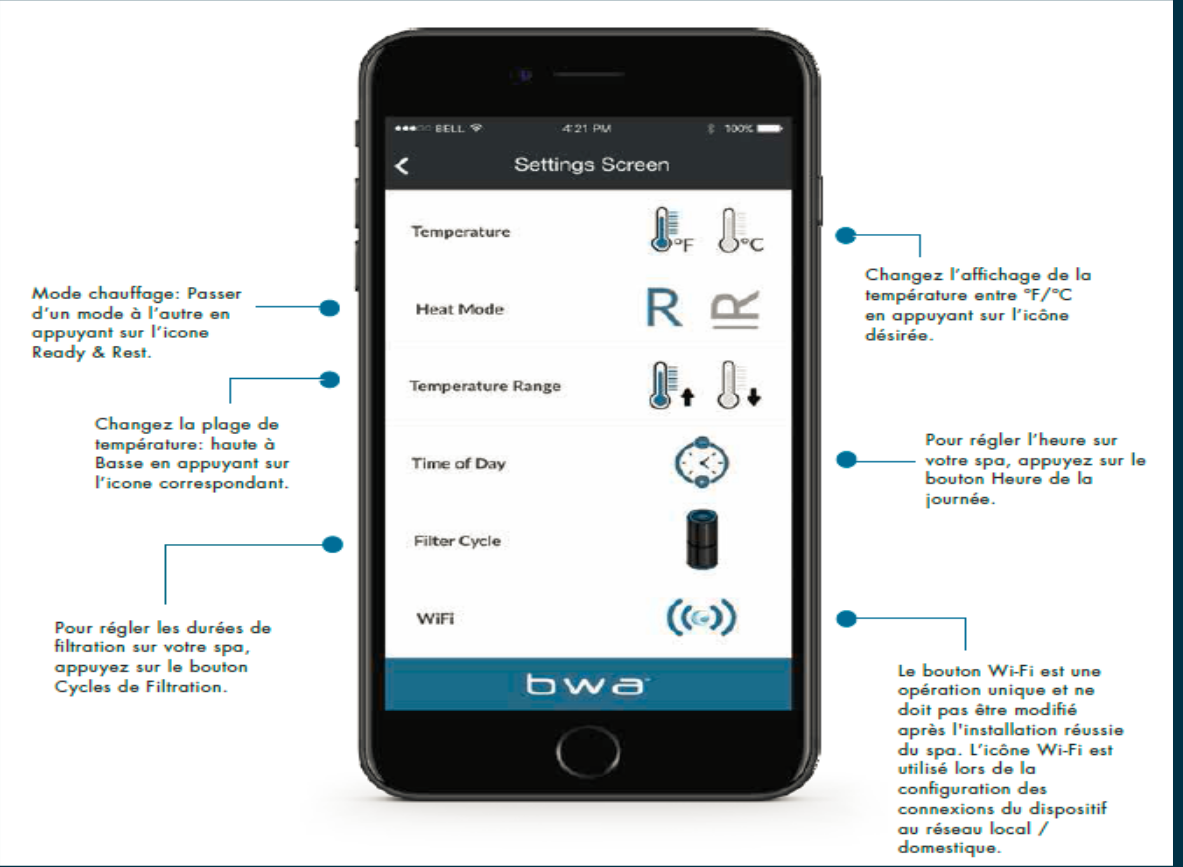 BELL 4:21 PM 100%
Settings Screen
Temperature °F °C
Heat Mode R R
Temperature Range
Time of Day
Filter Cycle
WiFi
bwa
Mode chauffage: Passer
d'un mode à l'autre en
appuyant sur l'icone
Ready & Rest.
Changez la plage de
température: haute à
Basse en appuyant sur
l'icone correspondant.
Pour régler les durées de
filtration sur votre spa,
appuyez sur le bouton
Cycles de Filtration.
Changez l'affichage de la
température entre °F/°C
en appuyant sur l'icône
désirée.
Pour régler l'heure sur
votre spa, appuyez sur le
bouton Heure de la
journée.
Le bouton Wi-Fi est une
opération unique et ne
doit pas être modifié
après l'installation réussie
du spa. L'icône Wi-Fi est
utilisé lors de la
configuration des
connexions du dispositif
au réseau local /
domestique.